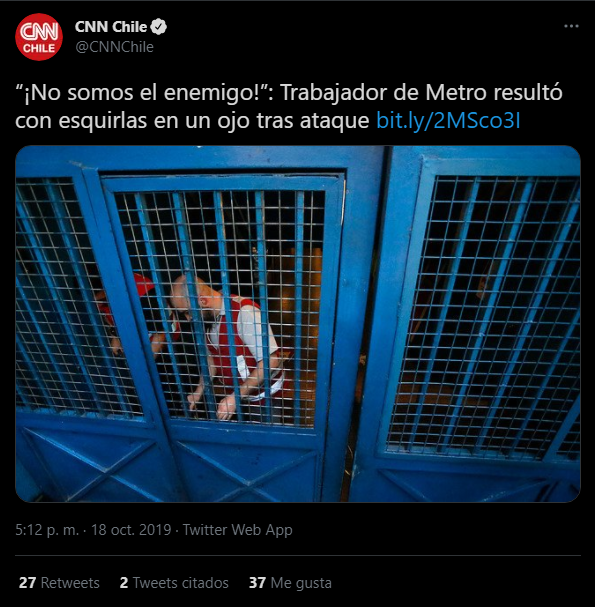 CNN
CHILE
CNN Chile
@CNNChile
“¡No somos el enemigo!”: Trabajador de Metro resultó
con esquirlas en un ojo tras ataque bit.ly/2MSco3I
5:12 p. m. · 18 oct. 2019 · Twitter Web App
27 Retweets 2 Tweets citados 37 Me gusta